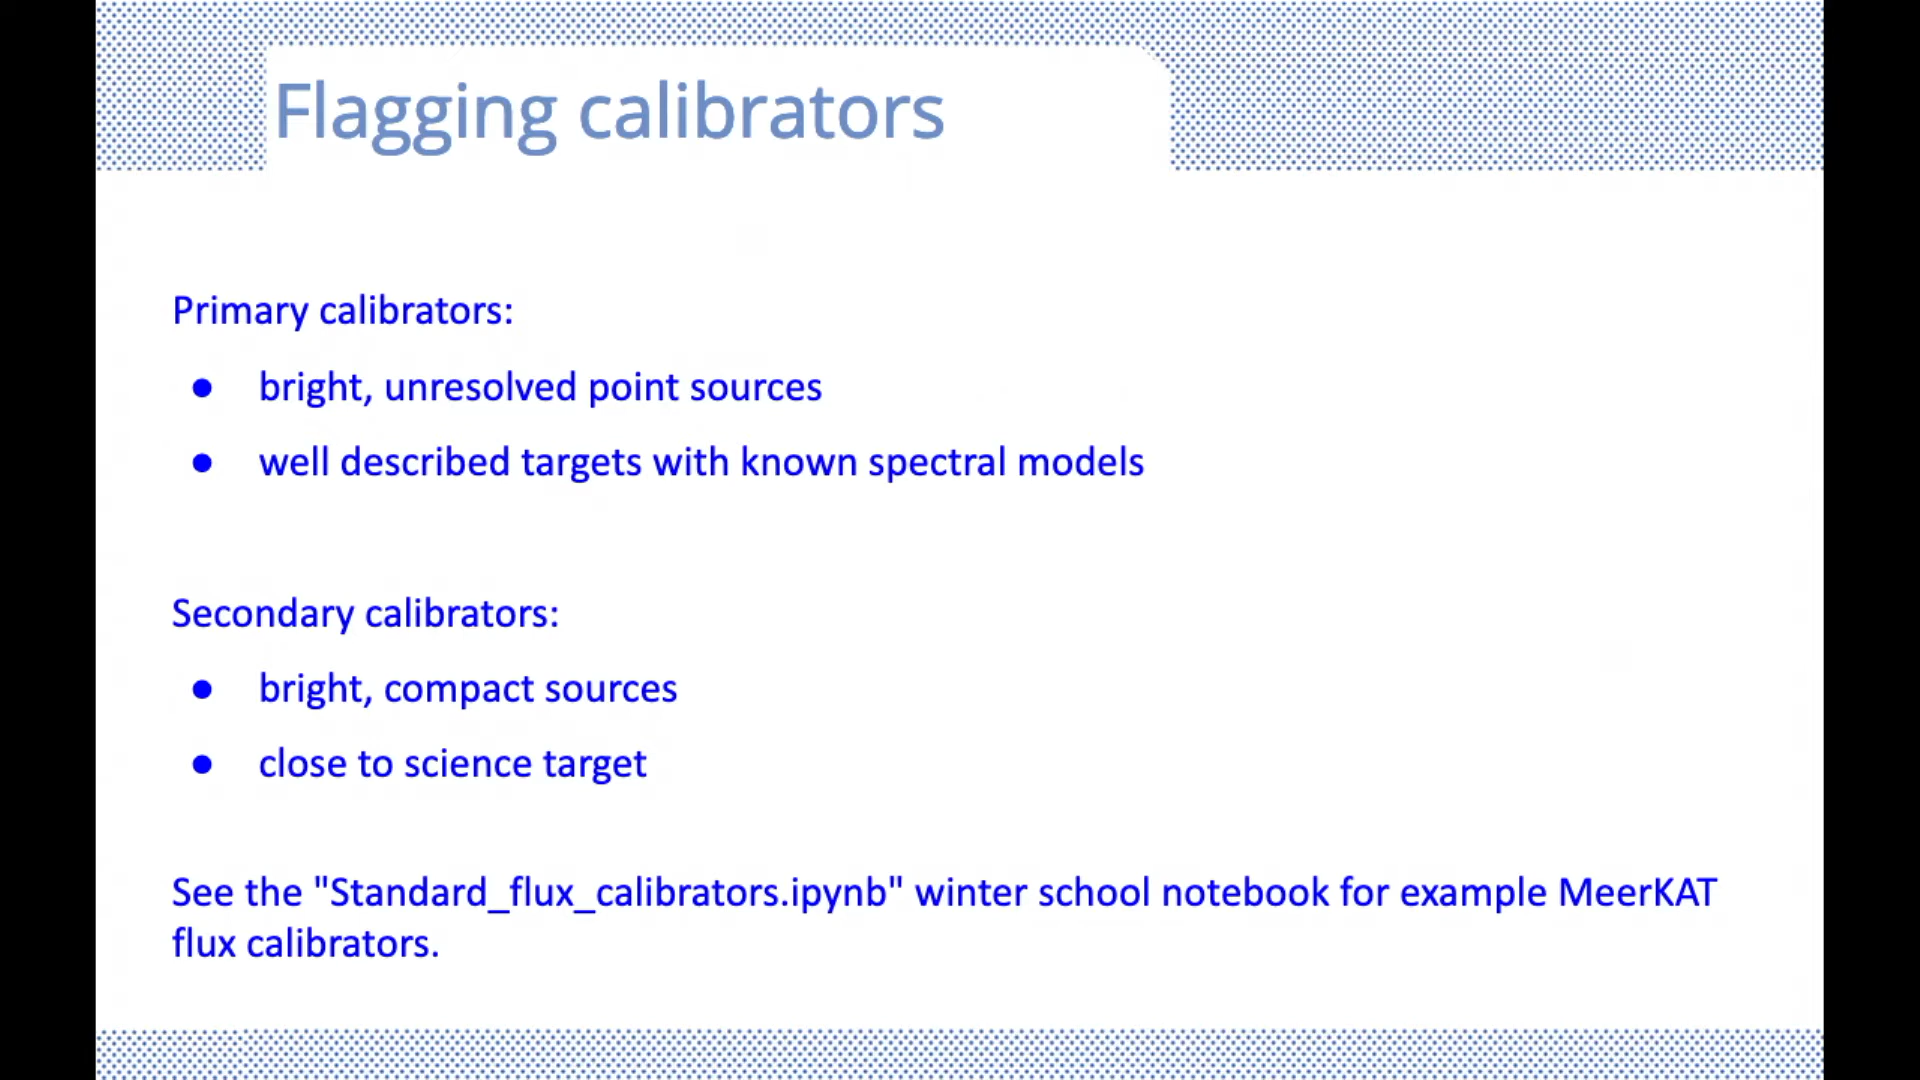 Flagging calibrators
Primary calibrators:
● bright, unresolved point sources
● well described targets with known spectral models
Secondary calibrators:
● bright, compact sources
● close to science target
See the "Standard_flux_calibrators.ipynb" winter school notebook for example MeerKAT
flux calibrators.